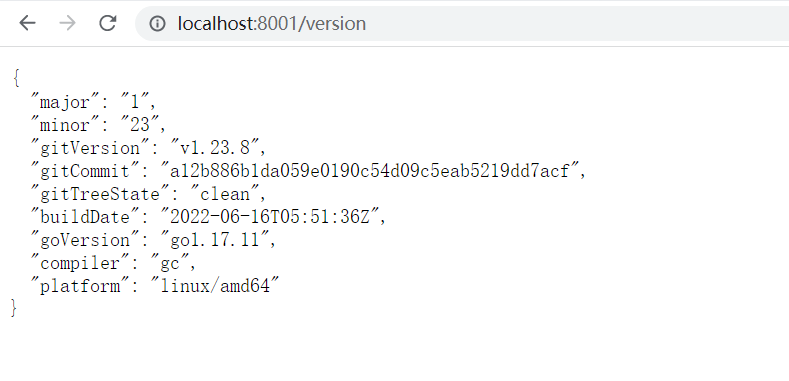 localhost:8001/version
{
"major": "1",
"minor": "23",
"gitVersion": "v1.23.8",
"gitCommit": "a12b886b1da059e0190c54d09c5eab5219dd7acf",
"gitTreeState": "clean",
"buildDate": "2022-06-16T05:51:36Z",
"goVersion": "go1.17.11",
"compiler": "gc",
"platform": "linux/amd64"
}